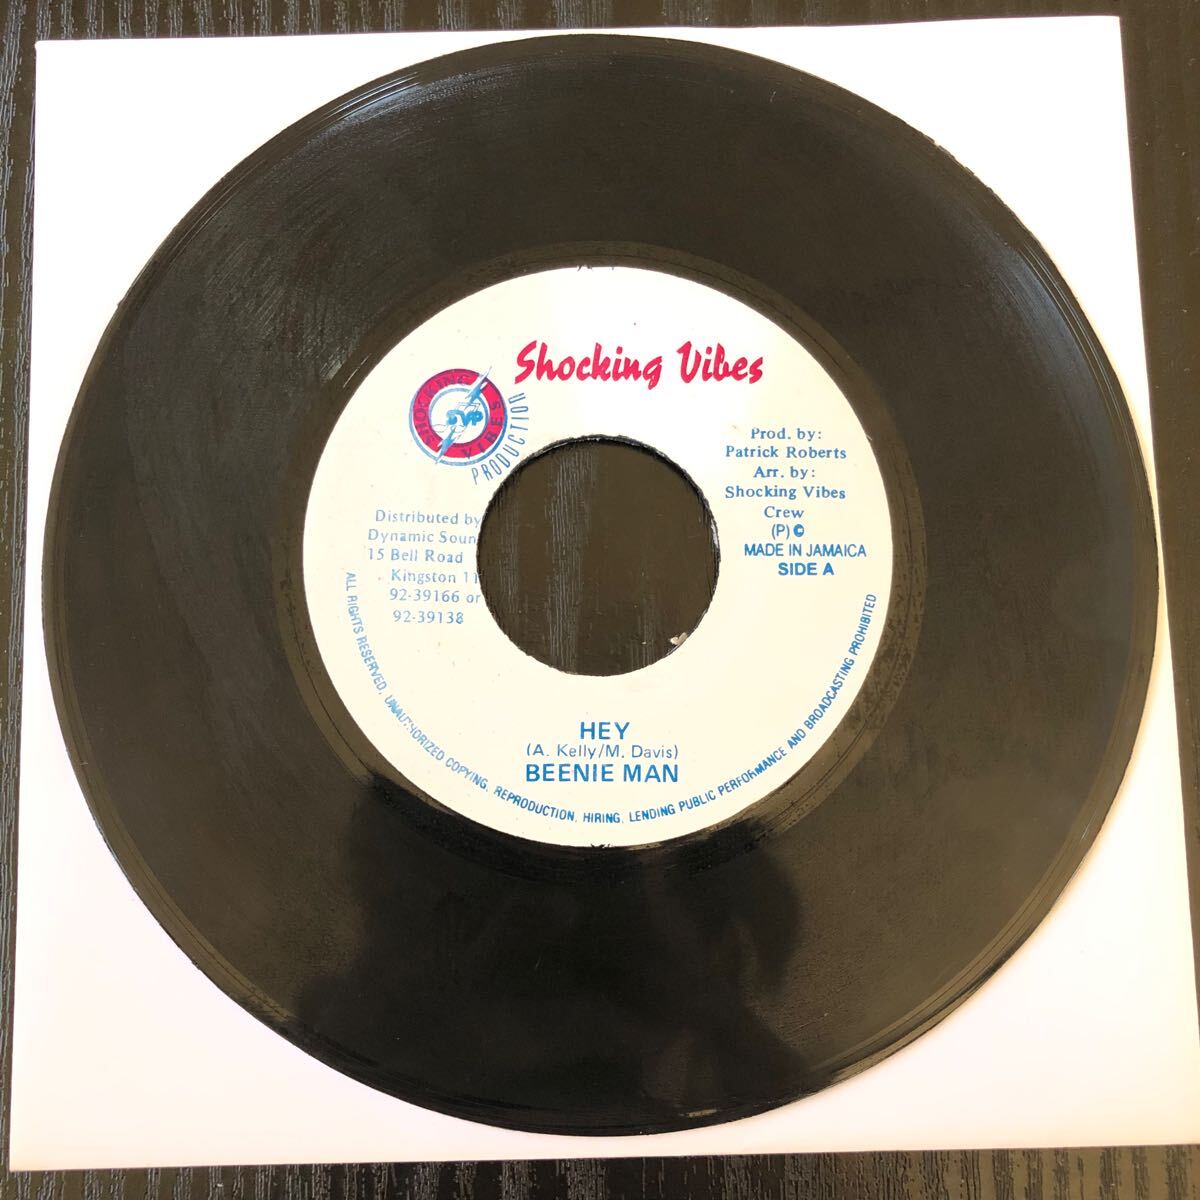 Shocking Vibes
SHOCKING VIBES
SVP
PRODUCTION
Prod. by:
Patrick Roberts
Arr. by:
Shocking Vibes
Crew
(P) ©
MADE IN JAMAICA
SIDE A
Distributed by
Dynamic Soun
15 Bell Road
Kingston 11
92-39166 or
92-39138
HEY
(A. Kelly/M. Davis)
BEENIE MAN
ALL RIGHTS RESERVED, UNAUTHORIZED COPYING, REPRODUCTION, HIRING, LENDING PUBLIC PERFORMANCE AND BROADCASTING PROHIBITED